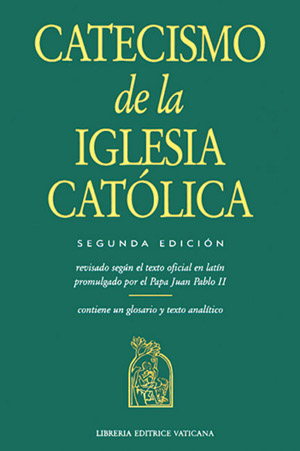 CATECISMO
de la
IGLESIA
CATÓLICA
SEGUNDA EDICIÓN
revisado según el texto oficial en latín
promulgado por el Papa Juan Pablo II
contiene un glosario y texto analítico
LIBRERIA EDITRICE VATICANA